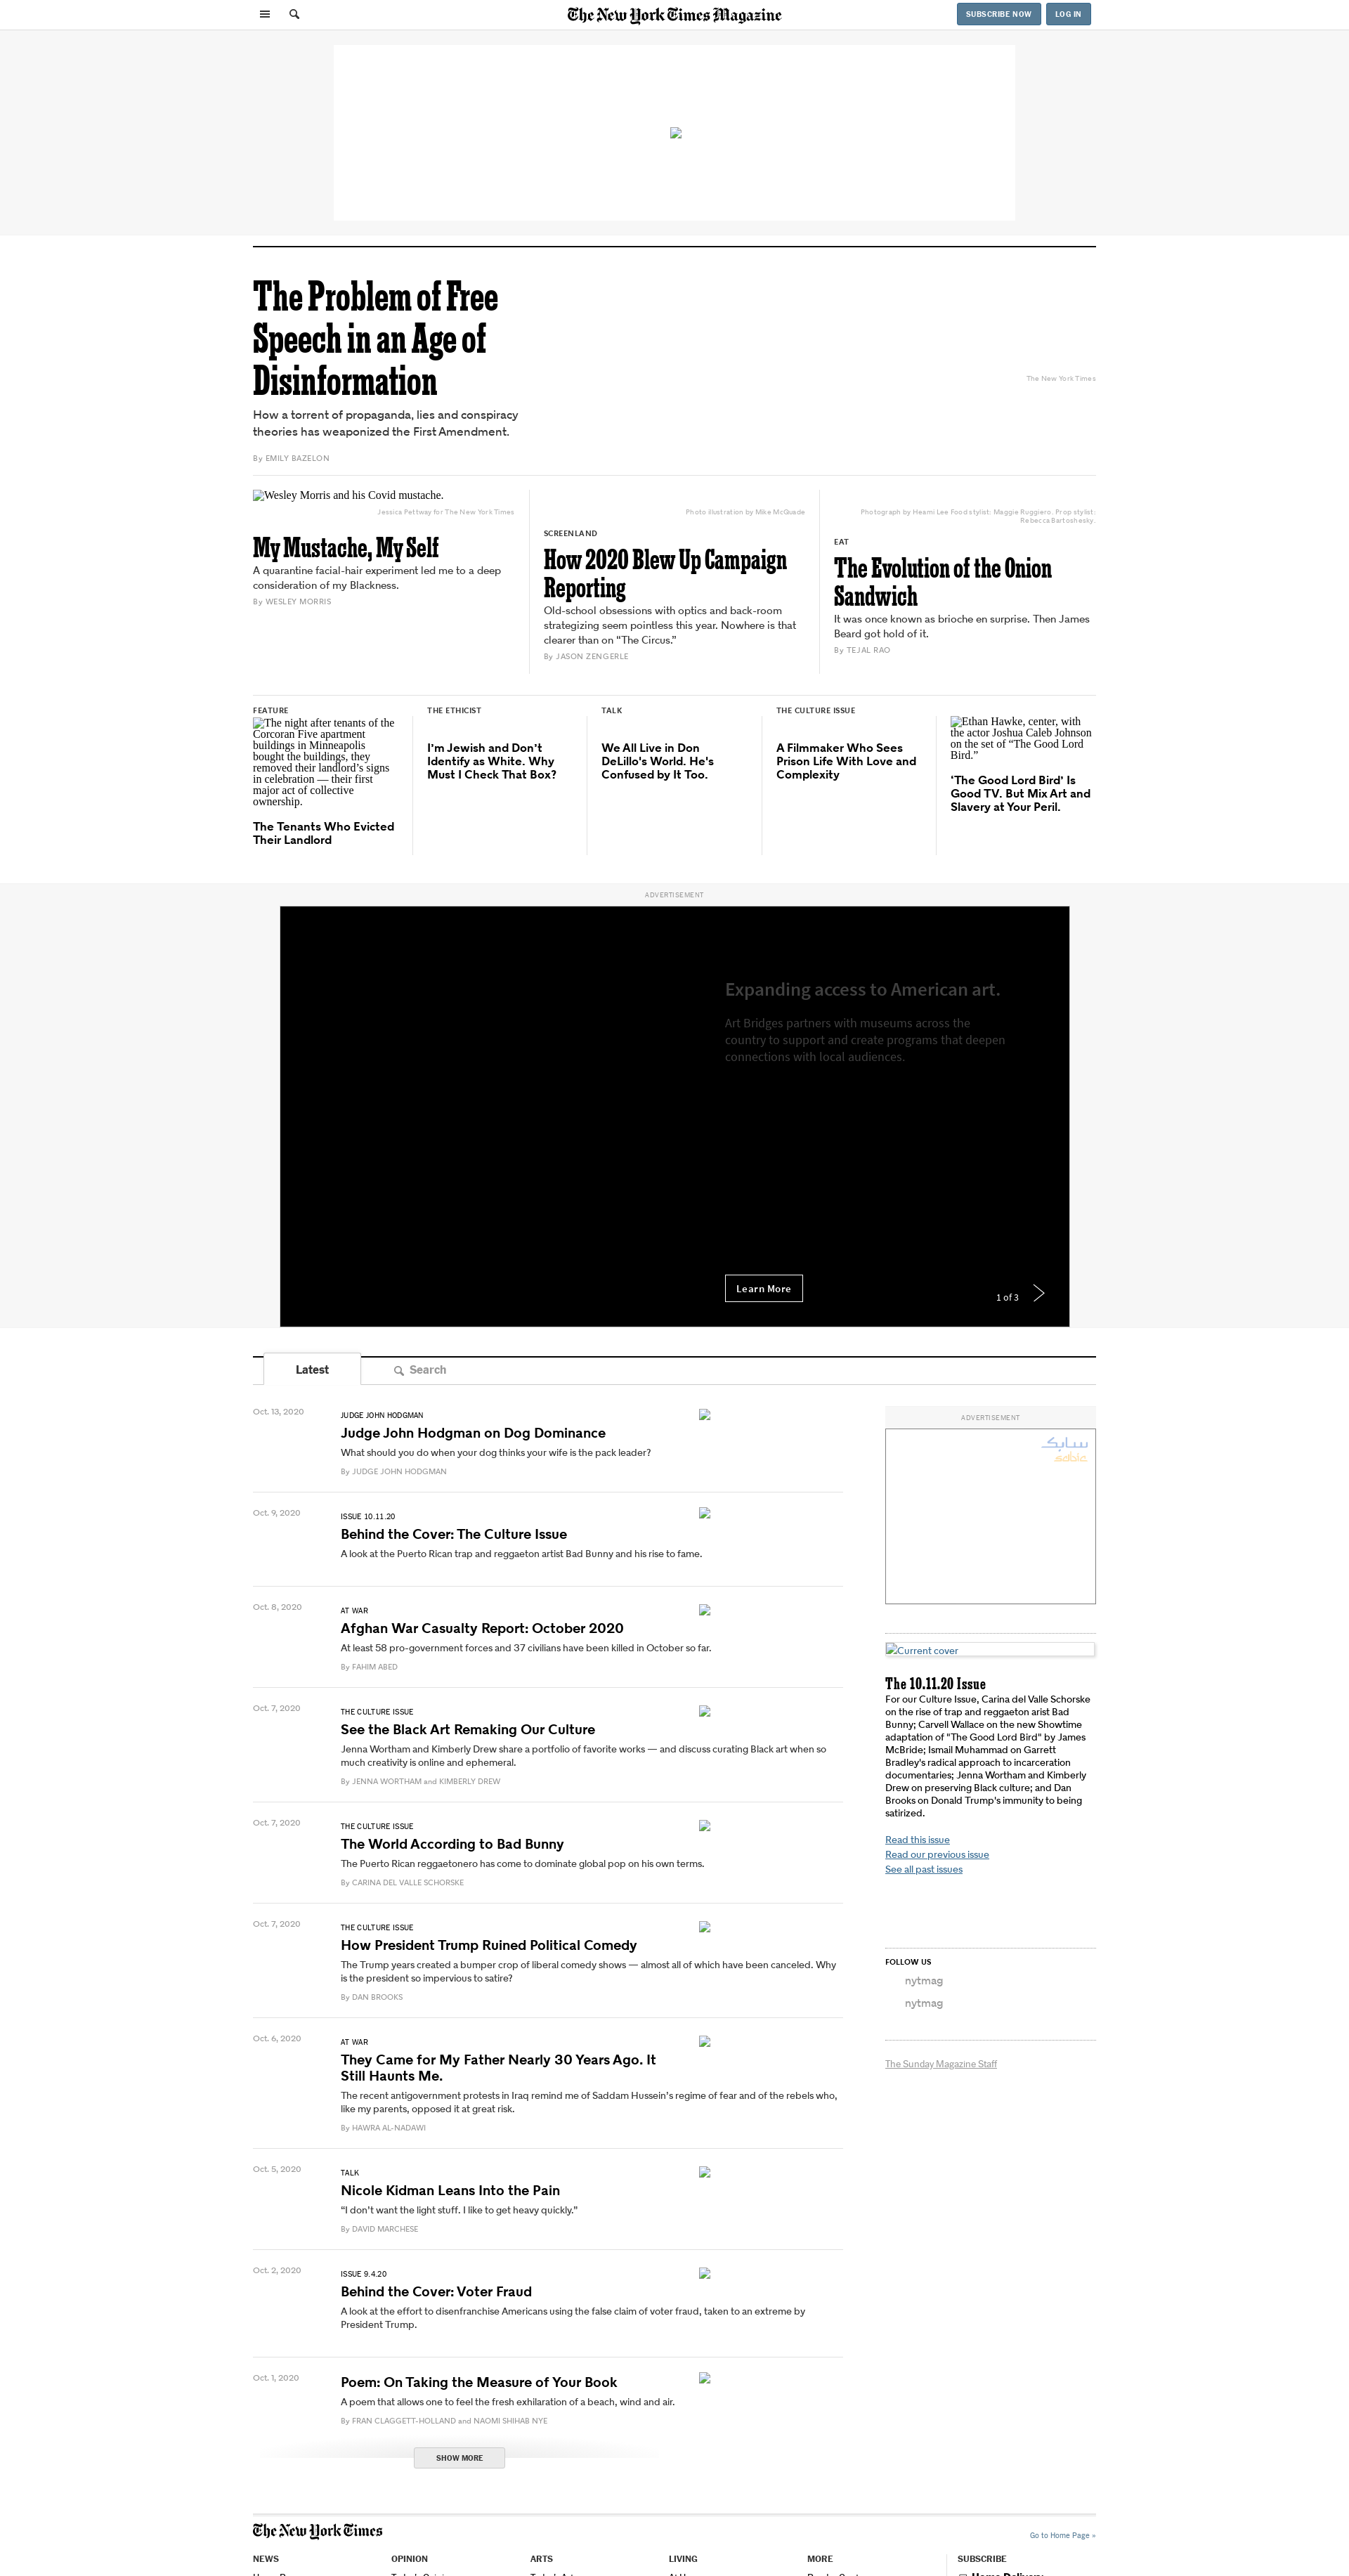 The New York Times Magazine
SUBSCRIBE NOW
LOG IN
The Problem of Free
Speech in an Age of
Disinformation
How a torrent of propaganda, lies and conspiracy
theories has weaponized the First Amendment.
By EMILY BAZELON
The New York Times
Wesley Morris and his Covid mustache.
Jessica Pettway for The New York Times
My Mustache, My Self
A quarantine facial-hair experiment led me to a deep
consideration of my Blackness.
By WESLEY MORRIS
Photo illustration by Mike McQuade
SCREENLAND
How 2020 Blew Up Campaign
Reporting
Old-school obsessions with optics and back-room
strategizing seem pointless this year. Nowhere is that
clearer than on “The Circus.”
By JASON ZENGERLE
Photograph by Heami Lee Food stylist: Maggie Ruggiero. Prop stylist:
Rebecca Bartoshesky.
EAT
The Evolution of the Onion
Sandwich
It was once known as brioche en surprise. Then James
Beard got hold of it.
By TEJAL RAO
FEATURE
The night after tenants of the
Corcoran Five apartment
buildings in Minneapolis
bought the buildings, they
removed their landlord’s signs
in celebration — their first
major act of collective
ownership.
The Tenants Who Evicted
Their Landlord
THE ETHICIST
I’m Jewish and Don’t
Identify as White. Why
Must I Check That Box?
TALK
We All Live in Don
DeLillo's World. He's
Confused by It Too.
THE CULTURE ISSUE
A Filmmaker Who Sees
Prison Life With Love and
Complexity
Ethan Hawke, center, with
the actor Joshua Caleb Johnson
on the set of “The Good Lord
Bird.”
‘The Good Lord Bird’ Is
Good TV. But Mix Art and
Slavery at Your Peril.
ADVERTISEMENT
Expanding access to American art.
Art Bridges partners with museums across the
country to support and create programs that deepen
connections with local audiences.
Learn More
1 of 3
Latest
Search
Oct. 13, 2020
JUDGE JOHN HODGMAN
Judge John Hodgman on Dog Dominance
What should you do when your dog thinks your wife is the pack leader?
By JUDGE JOHN HODGMAN
Oct. 9, 2020
ISSUE 10.11.20
Behind the Cover: The Culture Issue
A look at the Puerto Rican trap and reggaeton artist Bad Bunny and his rise to fame.
Oct. 8, 2020
AT WAR
Afghan War Casualty Report: October 2020
At least 58 pro-government forces and 37 civilians have been killed in October so far.
By FAHIM ABED
Oct. 7, 2020
THE CULTURE ISSUE
See the Black Art Remaking Our Culture
Jenna Wortham and Kimberly Drew share a portfolio of favorite works — and discuss curating Black art when so
much creativity is online and ephemeral.
By JENNA WORTHAM and KIMBERLY DREW
Oct. 7, 2020
THE CULTURE ISSUE
The World According to Bad Bunny
The Puerto Rican reggaetonero has come to dominate global pop on his own terms.
By CARINA DEL VALLE SCHORSKE
Oct. 7, 2020
THE CULTURE ISSUE
How President Trump Ruined Political Comedy
The Trump years created a bumper crop of liberal comedy shows — almost all of which have been canceled. Why
is the president so impervious to satire?
By DAN BROOKS
Oct. 6, 2020
AT WAR
They Came for My Father Nearly 30 Years Ago. It
Still Haunts Me.
The recent antigovernment protests in Iraq remind me of Saddam Hussein’s regime of fear and of the rebels who,
like my parents, opposed it at great risk.
By HAWRA AL-NADAWI
Oct. 5, 2020
TALK
Nicole Kidman Leans Into the Pain
“I don’t want the light stuff. I like to get heavy quickly.”
By DAVID MARCHESE
Oct. 2, 2020
ISSUE 9.4.20
Behind the Cover: Voter Fraud
A look at the effort to disenfranchise Americans using the false claim of voter fraud, taken to an extreme by
President Trump.
Oct. 1, 2020
Poem: On Taking the Measure of Your Book
A poem that allows one to feel the fresh exhilaration of a beach, wind and air.
By FRAN CLAGGETT-HOLLAND and NAOMI SHIHAB NYE
SHOW MORE
ADVERTISEMENT
سابك
sabic
Current cover
The 10.11.20 Issue
For our Culture Issue, Carina del Valle Schorske
on the rise of trap and reggaeton arist Bad
Bunny; Carvell Wallace on the new Showtime
adaptation of "The Good Lord Bird" by James
McBride; Ismail Muhammad on Garrett
Bradley's radical approach to incarceration
documentaries; Jenna Wortham and Kimberly
Drew on preserving Black culture; and Dan
Brooks on Donald Trump's immunity to being
satirized.
Read this issue
Read our previous issue
See all past issues
FOLLOW US
nytmag
nytmag
The Sunday Magazine Staff
The New York Times
Go to Home Page »
NEWS
OPINION
ARTS
LIVING
MORE
SUBSCRIBE